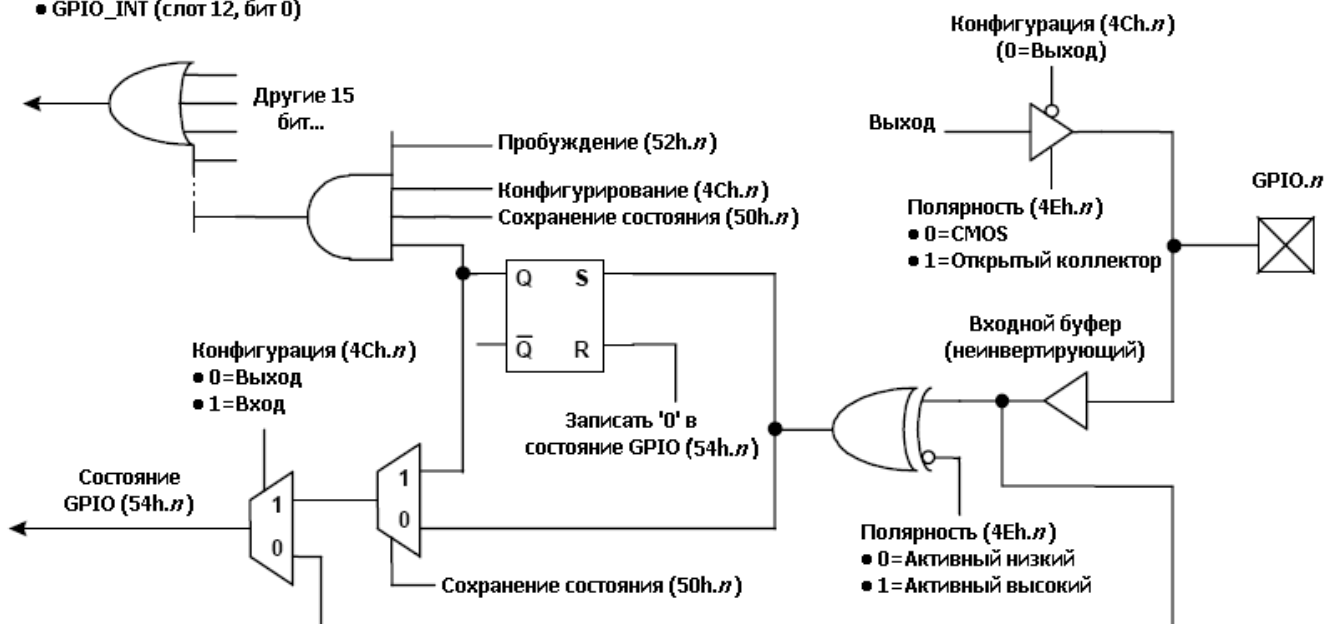 ● GPIO_INT (слот 12, бит 0)
Другие 15
бит...
Пробуждение (52h.n)
Конфигурирование (4Ch.n)
Сохранение состояния (50h.n)
Конфигурация (4Ch.n)
(0=Выход)
Выход
GPIO.n
Полярность (4Eh.n)
● 0=CMOS
● 1=Открытый коллектор
Q S
Q R
Входной буфер
(неинвертирующий)
Конфигурация (4Ch.n)
● 0=Выход
● 1=Вход
Записать '0' в
состояние GPIO (54h.n)
Состояние
GPIO (54h.n)
1
0
1
0
Сохранение состояния (50h.n)
Полярность (4Eh.n)
● 0=Активный низкий
● 1=Активный высокий